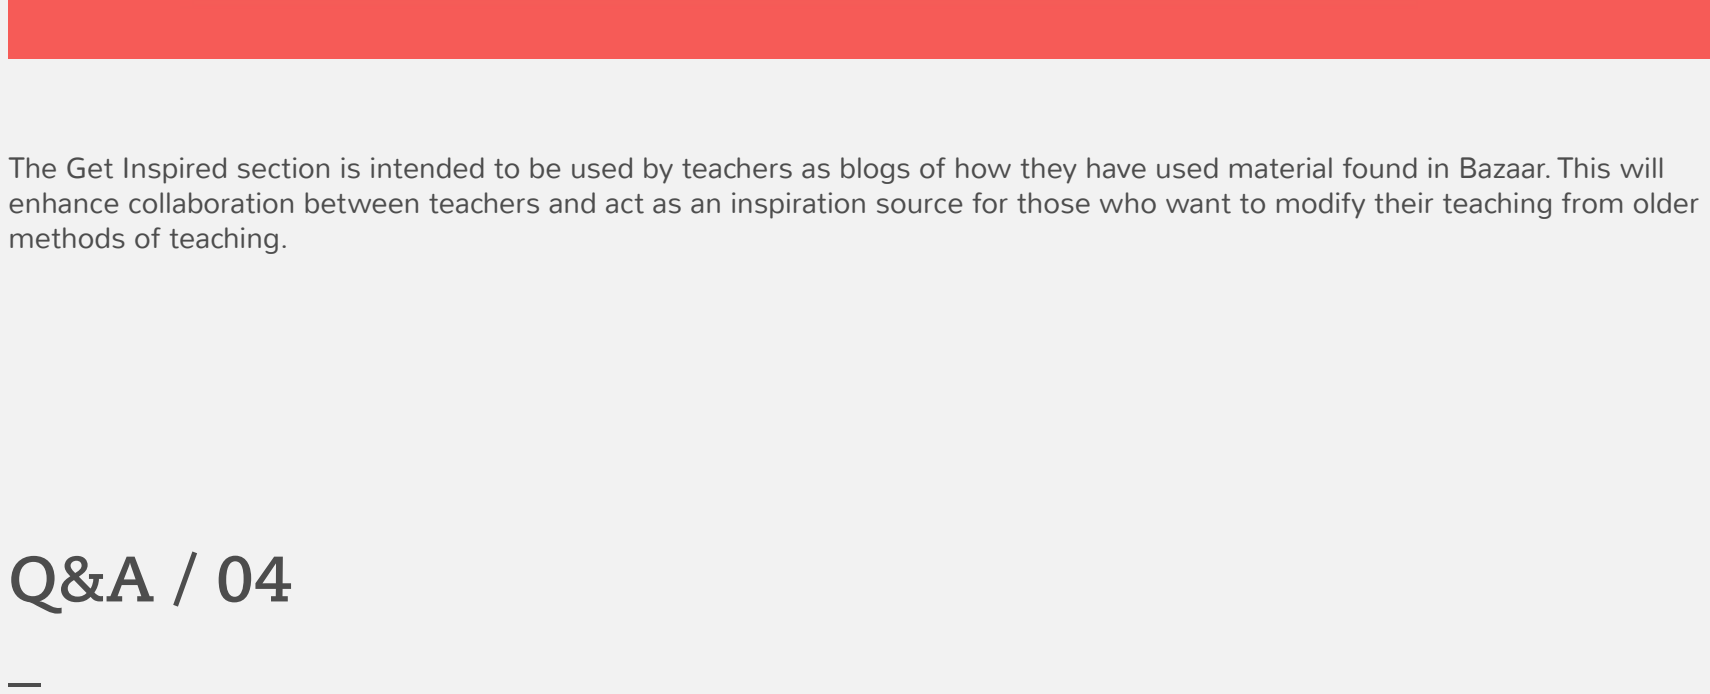 The Get Inspired section is intended to be used by teachers as blogs of how they have used material found in Bazaar. This will
enhance collaboration between teachers and act as an inspiration source for those who want to modify their teaching from older
methods of teaching.
Q&A / 04